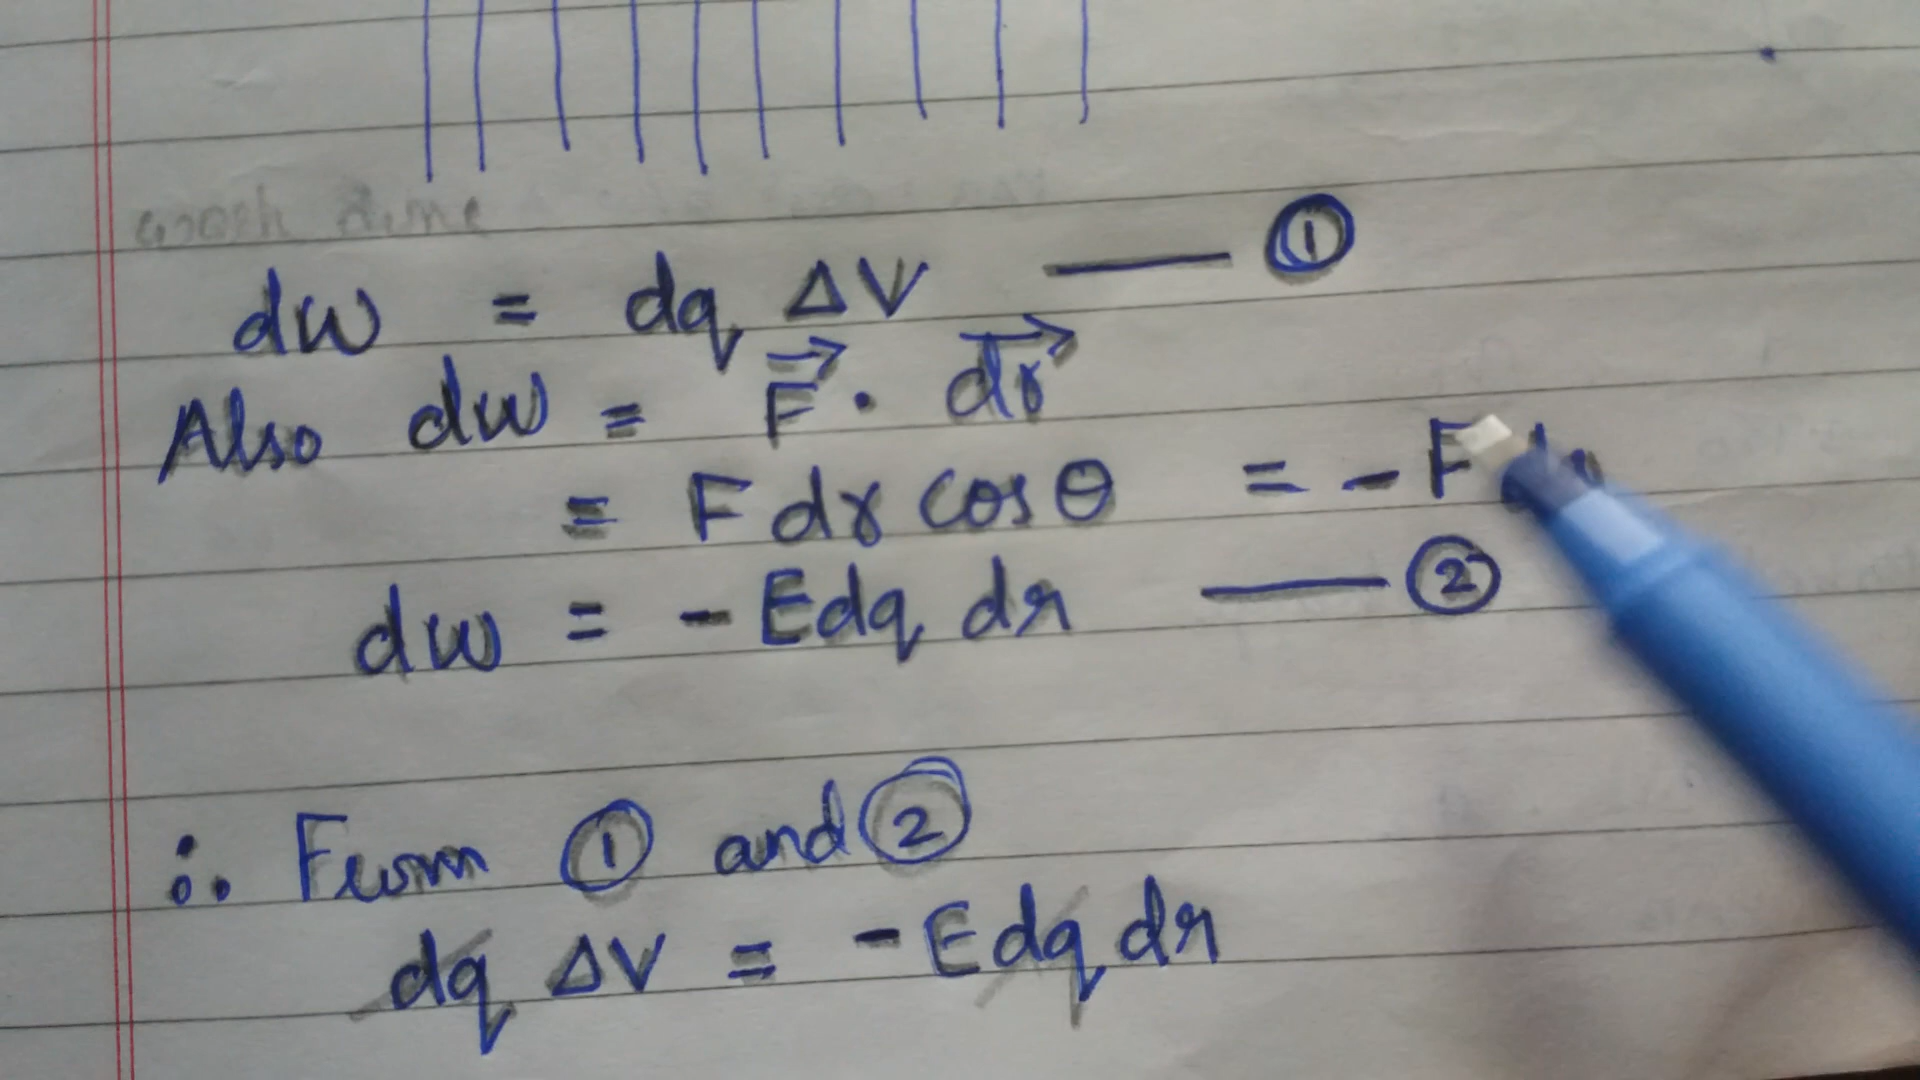 dw = dq ΔV —— ①
Also dw = F⃗ · d⃗r
= F dr cos θ = - F
dw = - E dq dr —— ②
∴ From ① and ②
dq ΔV = - E dq dr